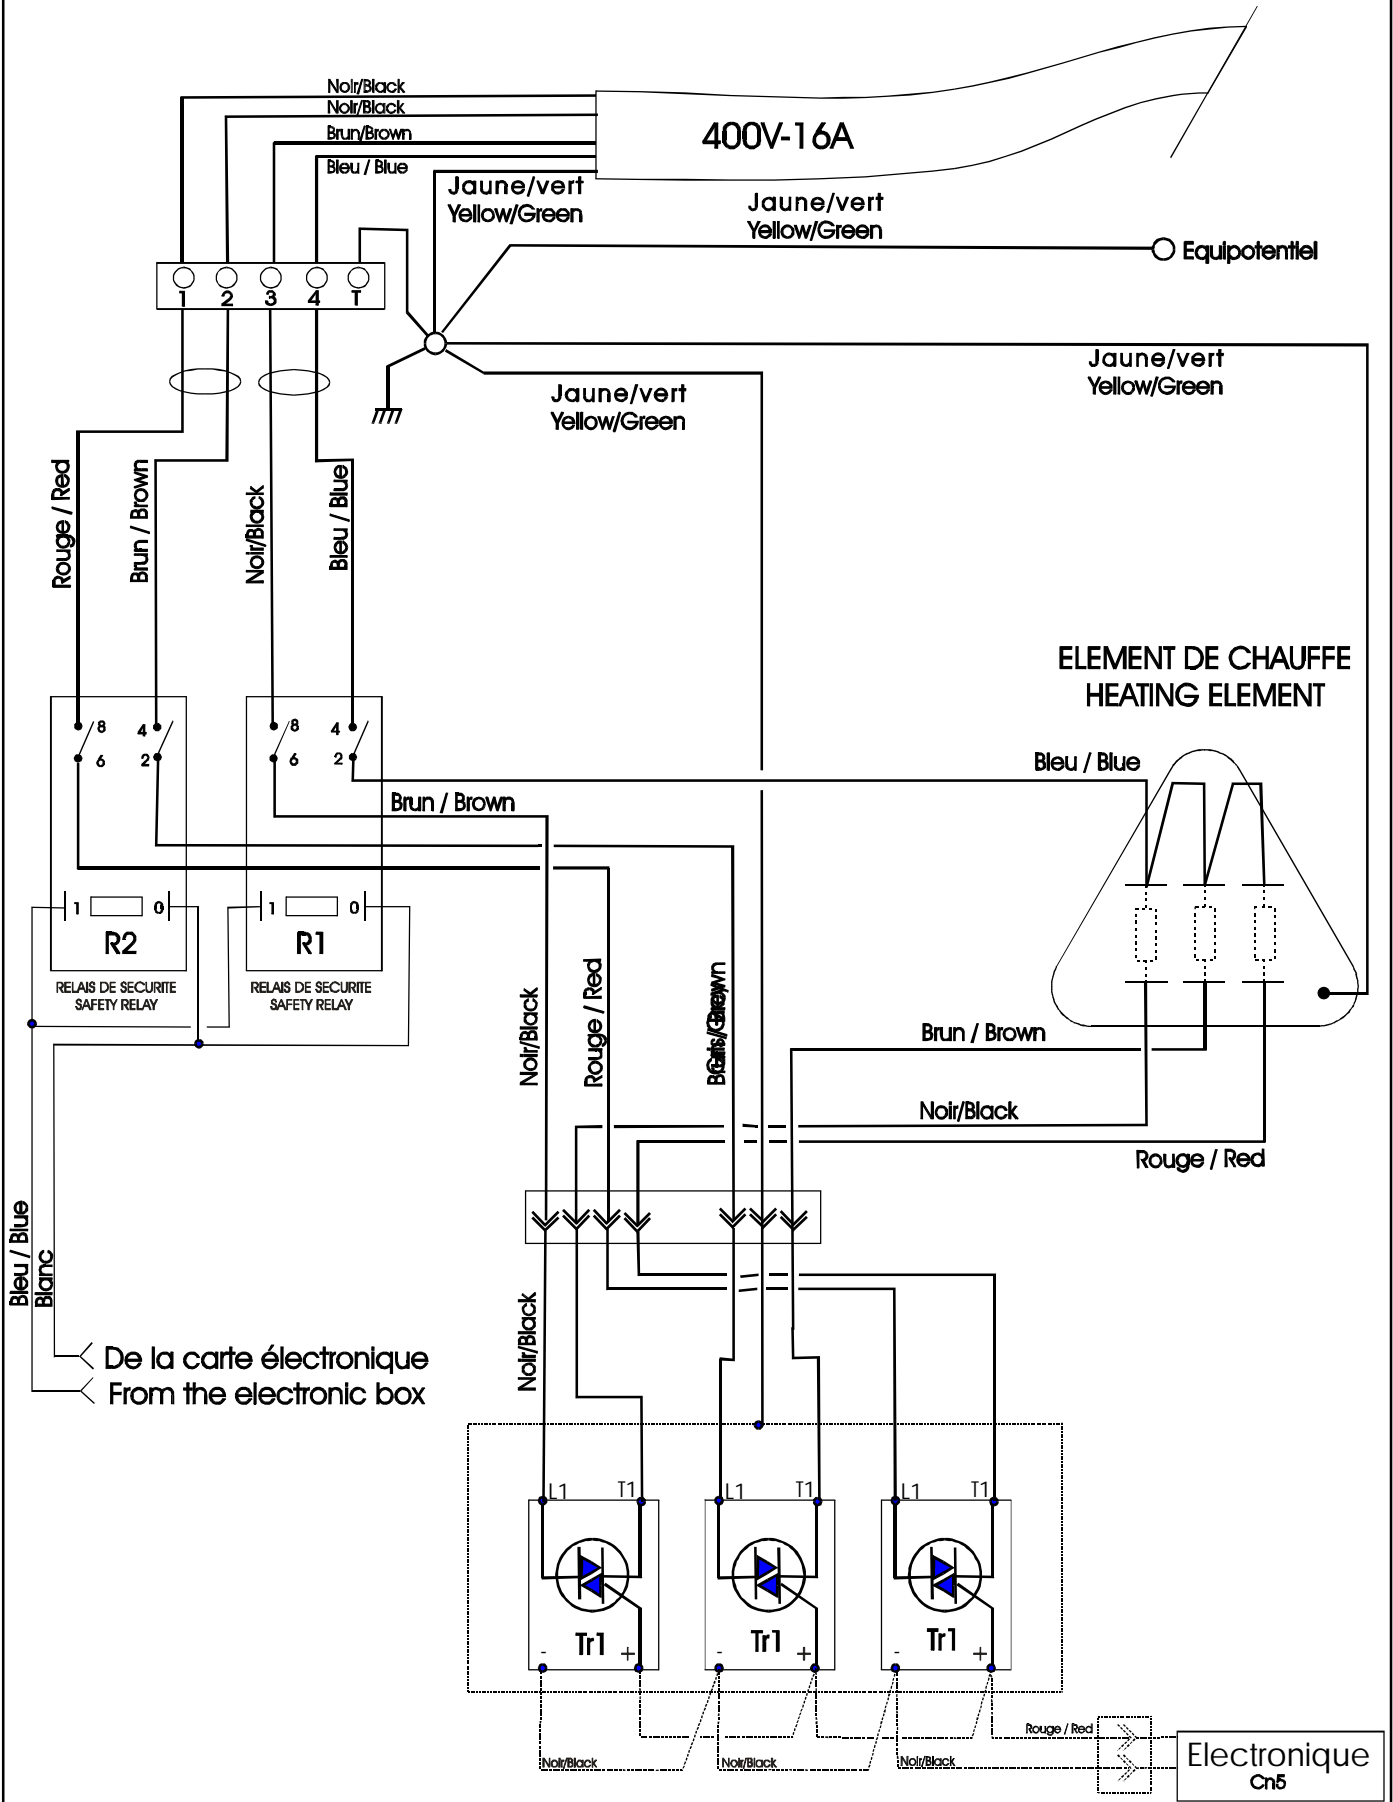 Noir/Black
Noir/Black
Brun/Brown
Bleu / Blue
400V-16A
Jaune/vert
Yellow/Green
Jaune/vert
Yellow/Green
Equipotentiel
1 2 3 4 T
Jaune/vert
Yellow/Green
Jaune/vert
Yellow/Green
Rouge / Red
Brun / Brown
Noir/Black
Bleu / Blue
ELEMENT DE CHAUFFE
HEATING ELEMENT
8 4
6 2
8 4
6 2
Bleu / Blue
Brun / Brown
1 0
R2
1 0
R1
RELAIS DE SECURITE
SAFETY RELAY
RELAIS DE SECURITE
SAFETY RELAY
Noir/Black
Rouge / Red
Brun / Brown
Noir/Black
Rouge / Red
Bleu / Blue
Blanc
Noir/Black
De la carte électronique
From the electronic box
L1 T1
L1 T1
L1 T1
Tr1
- +
Tr1
- +
Tr1
- +
Rouge / Red
Noir/Black
Noir/Black
Noir/Black
Electronique
Cn5